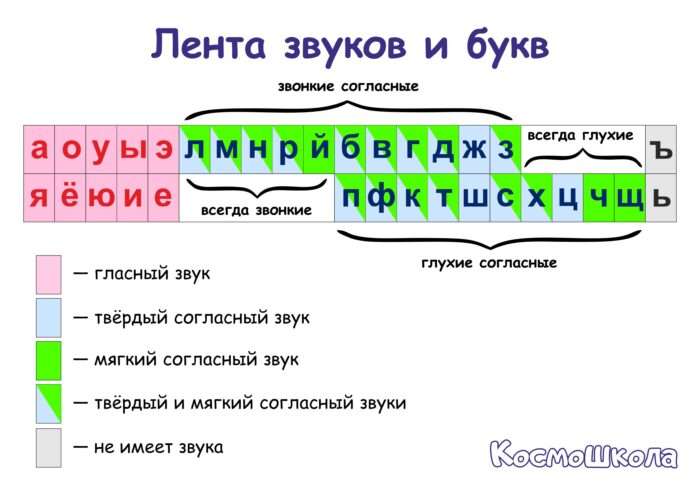 Лента звуков и букв
звонкие согласные
всегда глухие
а о у ы э л м н р й б в г д ж з ъ
я ё ю и е п ф к т ш с х ц ч щ ь
всегда звонкие
глухие согласные
— гласный звук
— твёрдый согласный звук
— мягкий согласный звук
— твёрдый и мягкий согласный звуки
— не имеет звука
КосмоШкола